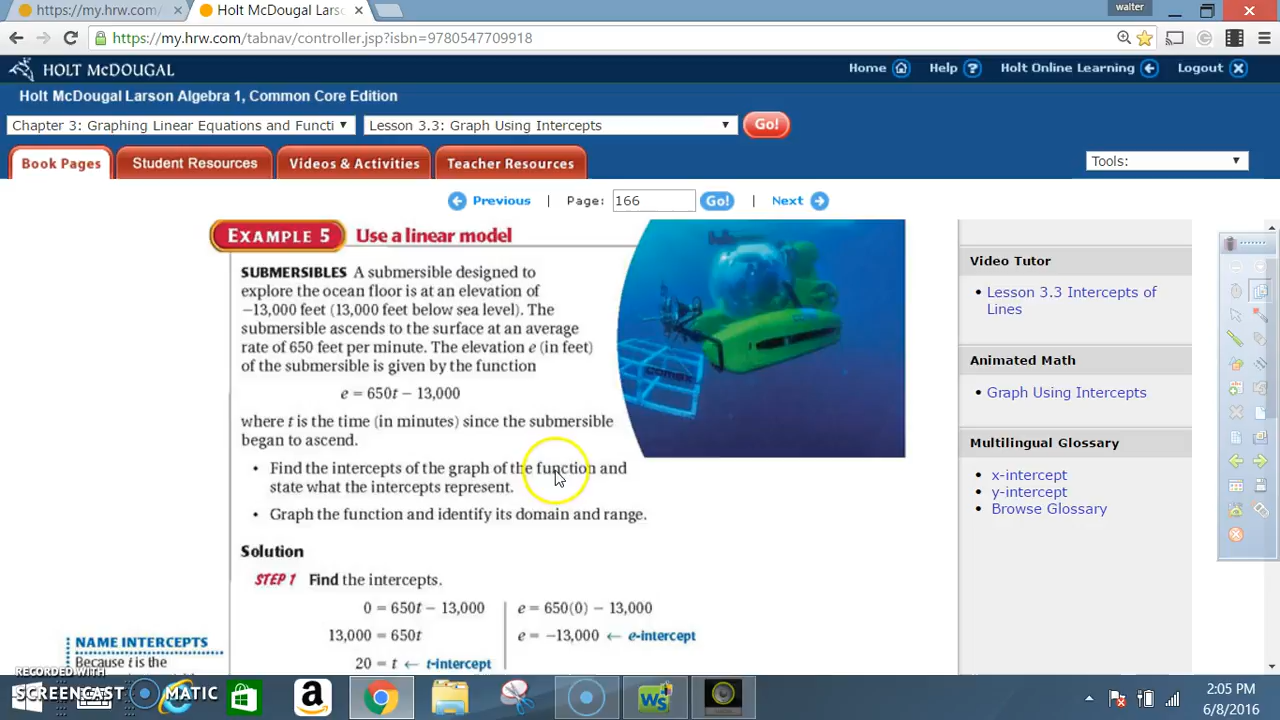 https://my.hrw.com/tabnav/ ×
Holt McDougal Larson Alge ×
walter
https://my.hrw.com/tabnav/controller.jsp?isbn=9780547709918
HOLT MCDOUGAL
Home Help ? Holt Online Learning Logout
Holt McDougal Larson Algebra 1, Common Core Edition
Chapter 3: Graphing Linear Equations and Functi Lesson 3.3: Graph Using Intercepts Go!
Book Pages Student Resources Videos & Activities Teacher Resources
Tools:
Previous | Page: 166 Go! | Next
EXAMPLE 5 Use a linear model
SUBMERSIBLES A submersible designed to
explore the ocean floor is at an elevation of
−13,000 feet (13,000 feet below sea level). The
submersible ascends to the surface at an average
rate of 650 feet per minute. The elevation e (in feet)
of the submersible is given by the function
e = 650t − 13,000
where t is the time (in minutes) since the submersible
began to ascend.
• Find the intercepts of the graph of the function and
state what the intercepts represent.
• Graph the function and identify its domain and range.
Solution
STEP 1 Find the intercepts.
0 = 650t − 13,000
13,000 = 650t
20 = t ← t-intercept
e = 650(0) − 13,000
e = −13,000 ← e-intercept
NAME INTERCEPTS
Because t is the
comex
Video Tutor
• Lesson 3.3 Intercepts of
Lines
Animated Math
• Graph Using Intercepts
Multilingual Glossary
• x-intercept
• y-intercept
• Browse Glossary
RECORDED WITH
SCREENCAST MATIC
a
WS
2:05 PM
6/8/2016